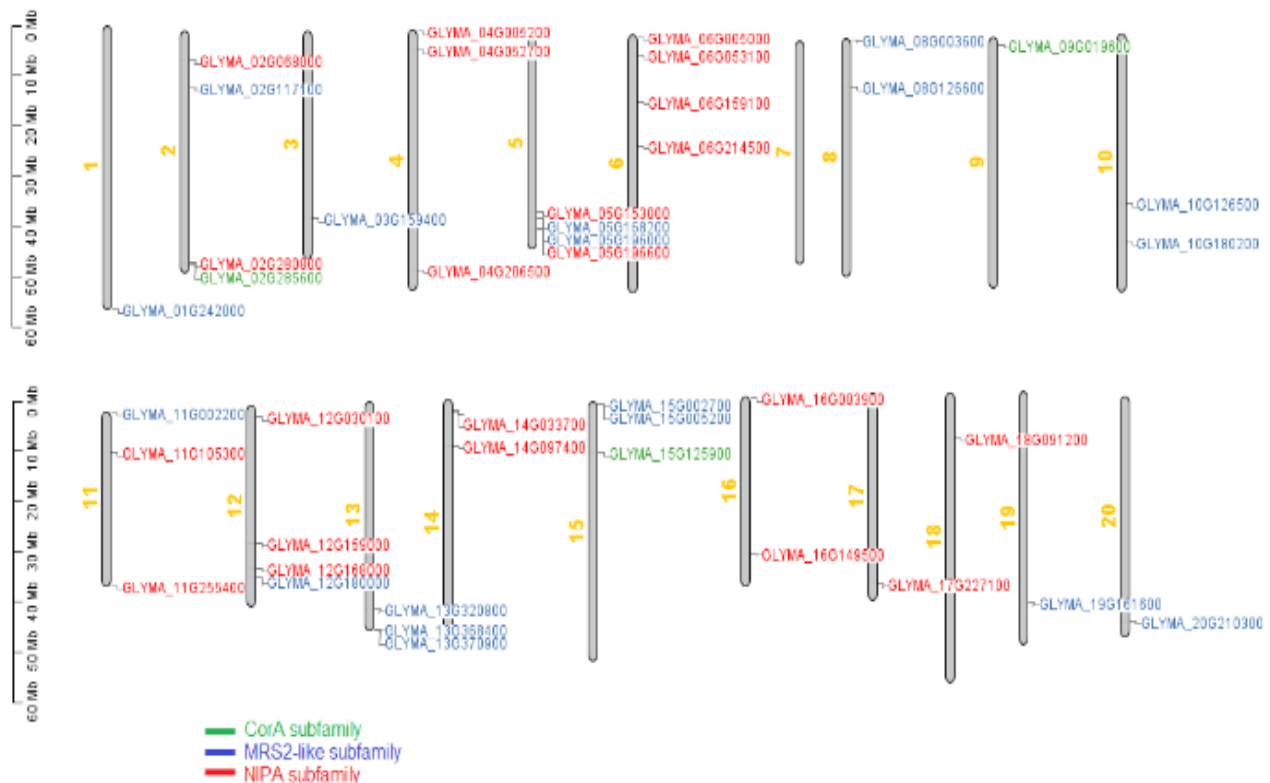 0 Mb
10 Mb
20 Mb
30 Mb
40 Mb
50 Mb
60 Mb
1
GLYMA_01G242000
2
GLYMA_02G068000
GLYMA_02G117100
GLYMA_02G280800
GLYMA_02G285600
3
GLYMA_03G159400
4
GLYMA_04G005200
GLYMA_04G052700
GLYMA_04G206500
5
GLYMA_05G153000
GLYMA_05G168200
GLYMA_05G196000
GLYMA_05G196600
6
GLYMA_06G005000
GLYMA_06G053100
GLYMA_06G159100
GLYMA_06G214500
7
8
GLYMA_08G003600
GLYMA_08G126600
9
GLYMA_09G019600
10
GLYMA_10G126500
GLYMA_10G180200
0 Mb
10 Mb
20 Mb
30 Mb
40 Mb
50 Mb
60 Mb
11
GLYMA_11G002200
GLYMA_11G105300
GLYMA_11G255400
12
GLYMA_12G030100
GLYMA_12G159000
GLYMA_12G168000
GLYMA_12G180000
13
GLYMA_13G320800
GLYMA_13G368400
GLYMA_13G370900
14
GLYMA_14G033700
GLYMA_14G097400
15
GLYMA_15G002700
GLYMA_15G005200
GLYMA_15G125900
16
GLYMA_16G003900
GLYMA_16G149500
17
GLYMA_17G227100
18
GLYMA_18G091200
19
GLYMA_19G161600
20
GLYMA_20G210300
CorA subfamily
MRS2-like subfamily
NIPA subfamily